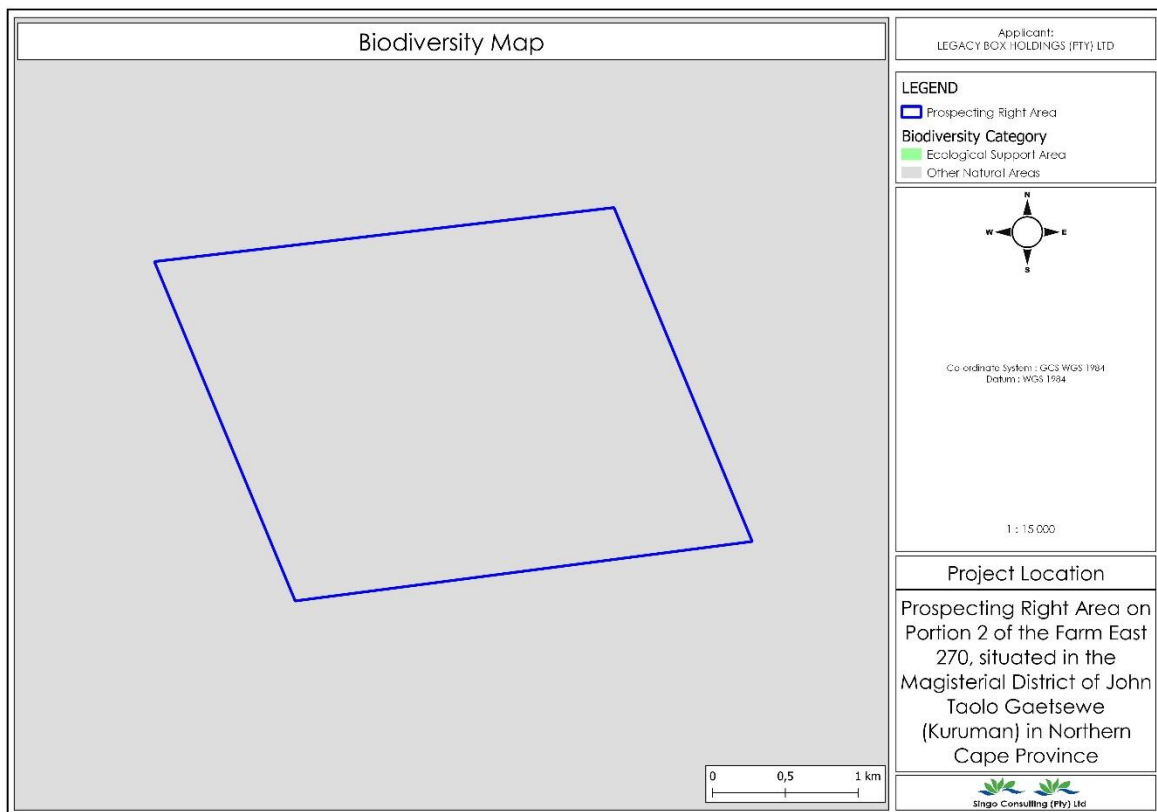 Biodiversity Map
Applicant:
LEGACY BOX HOLDINGS (PTY) LTD
LEGEND
Prospecting Right Area
Biodiversity Category
Ecological Support Area
Other Natural Areas
N
W E
S
Co-ordinate System : GCS WGS 1984
Datum : WGS 1984
1 : 15 000
Project Location
Prospecting Right Area on
Portion 2 of the Farm East
270, situated in the
Magisterial District of John
Taolo Gaetsewe
(Kuruman) in Northern
Cape Province
0 0,5 1 km
Singo Consulting (Pty) Ltd